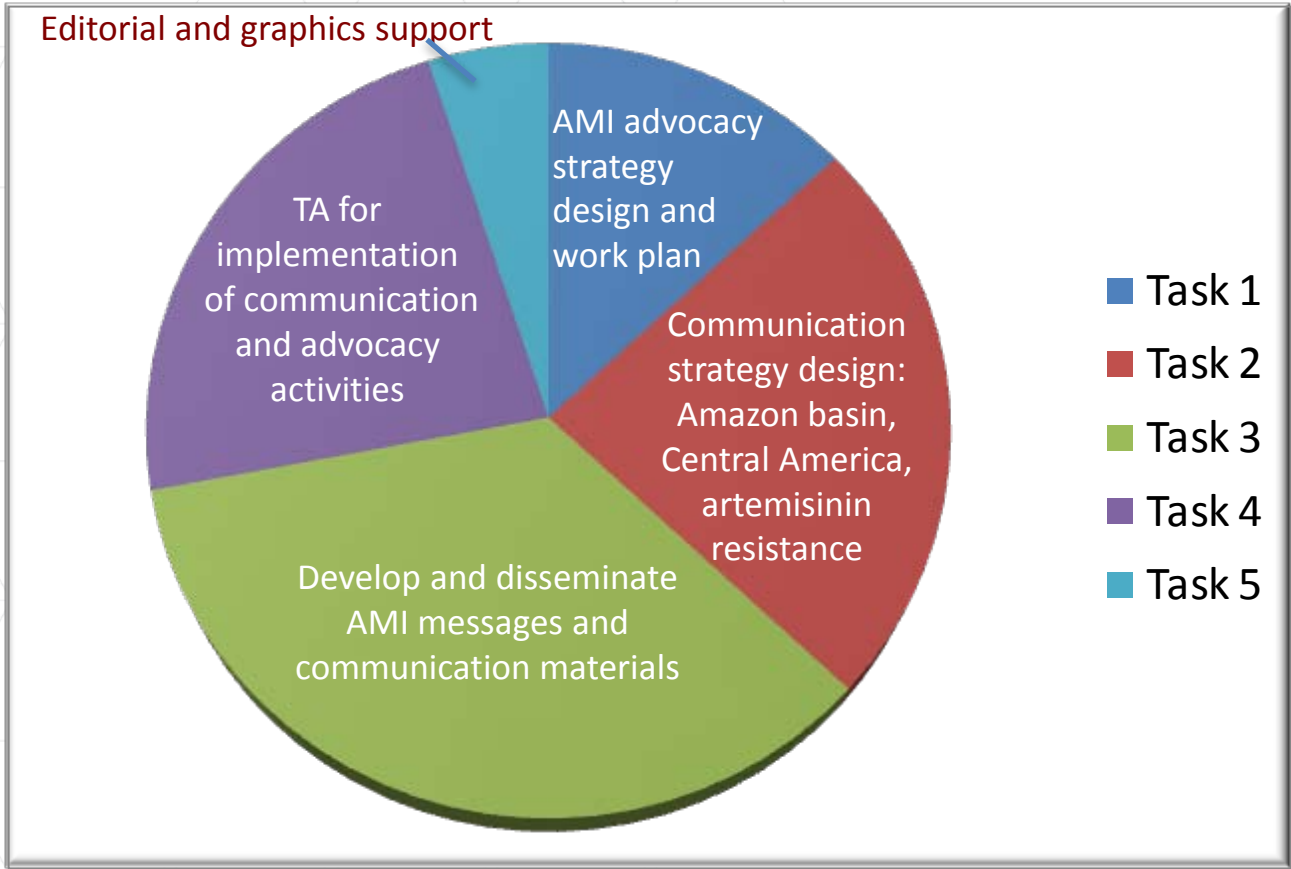 Editorial and graphics support
AMI advocacy
strategy
design and
work plan
Communication
strategy design:
Amazon basin,
Central America,
artemisinin
resistance
Develop and disseminate
AMI messages and
communication materials
TA for
implementation
of communication
and advocacy
activities
Task 1
Task 2
Task 3
Task 4
Task 5